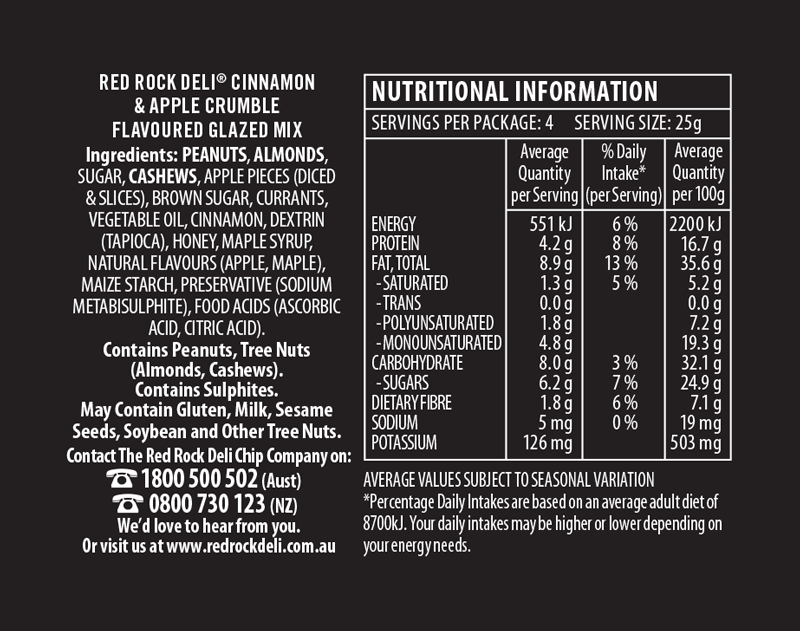 RED ROCK DELI® CINNAMON
& APPLE CRUMBLE
FLAVOURED GLAZED MIX
Ingredients: PEANUTS, ALMONDS,
SUGAR, CASHEWS, APPLE PIECES (DICED
& SLICES), BROWN SUGAR, CURRANTS,
VEGETABLE OIL, CINNAMON, DEXTRIN
(TAPIOCA), HONEY, MAPLE SYRUP,
NATURAL FLAVOURS (APPLE, MAPLE),
MAIZE STARCH, PRESERVATIVE (SODIUM
METABISULPHITE), FOOD ACIDS (ASCORBIC
ACID, CITRIC ACID).
Contains Peanuts, Tree Nuts
(Almonds, Cashews).
Contains Sulphites.
May Contain Gluten, Milk, Sesame
Seeds, Soybean and Other Tree Nuts.
Contact The Red Rock Deli Chip Company on:
☎ 1800 500 502 (Aust)
☎ 0800 730 123 (NZ)
We'd love to hear from you.
Or visit us at www.redrockdeli.com.au
NUTRITIONAL INFORMATION
SERVINGS PER PACKAGE: 4 SERVING SIZE: 25g
Average % Daily Average
Quantity Intake* Quantity
per Serving (per Serving) per 100g
ENERGY 551 kJ 6 % 2200 kJ
PROTEIN 4.2 g 8 % 16.7 g
FAT, TOTAL 8.9 g 13 % 35.6 g
-SATURATED 1.3 g 5 % 5.2 g
-TRANS 0.0 g 0.0 g
-POLYUNSATURATED 1.8 g 7.2 g
-MONOUNSATURATED 4.8 g 19.3 g
CARBOHYDRATE 8.0 g 3 % 32.1 g
-SUGARS 6.2 g 7 % 24.9 g
DIETARY FIBRE 1.8 g 6 % 7.1 g
SODIUM 5 mg 0 % 19 mg
POTASSIUM 126 mg 503 mg
AVERAGE VALUES SUBJECT TO SEASONAL VARIATION
*Percentage Daily Intakes are based on an average adult diet of
8700kJ. Your daily intakes may be higher or lower depending on
your energy needs.